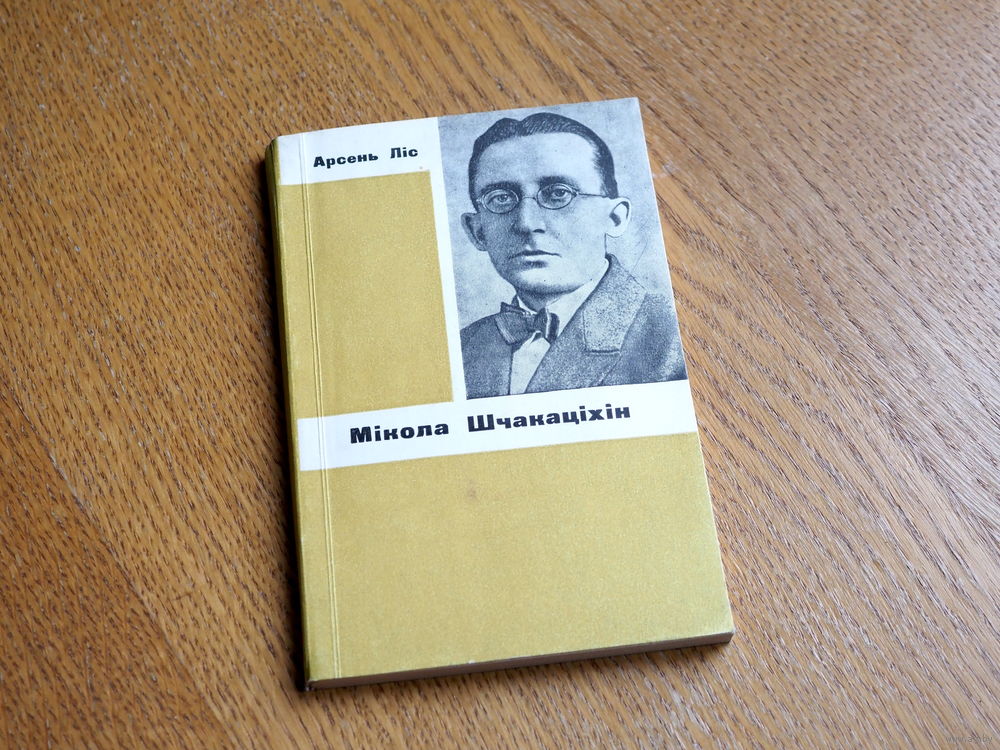 Арсень Ліс
Мікола Шчакаціхін